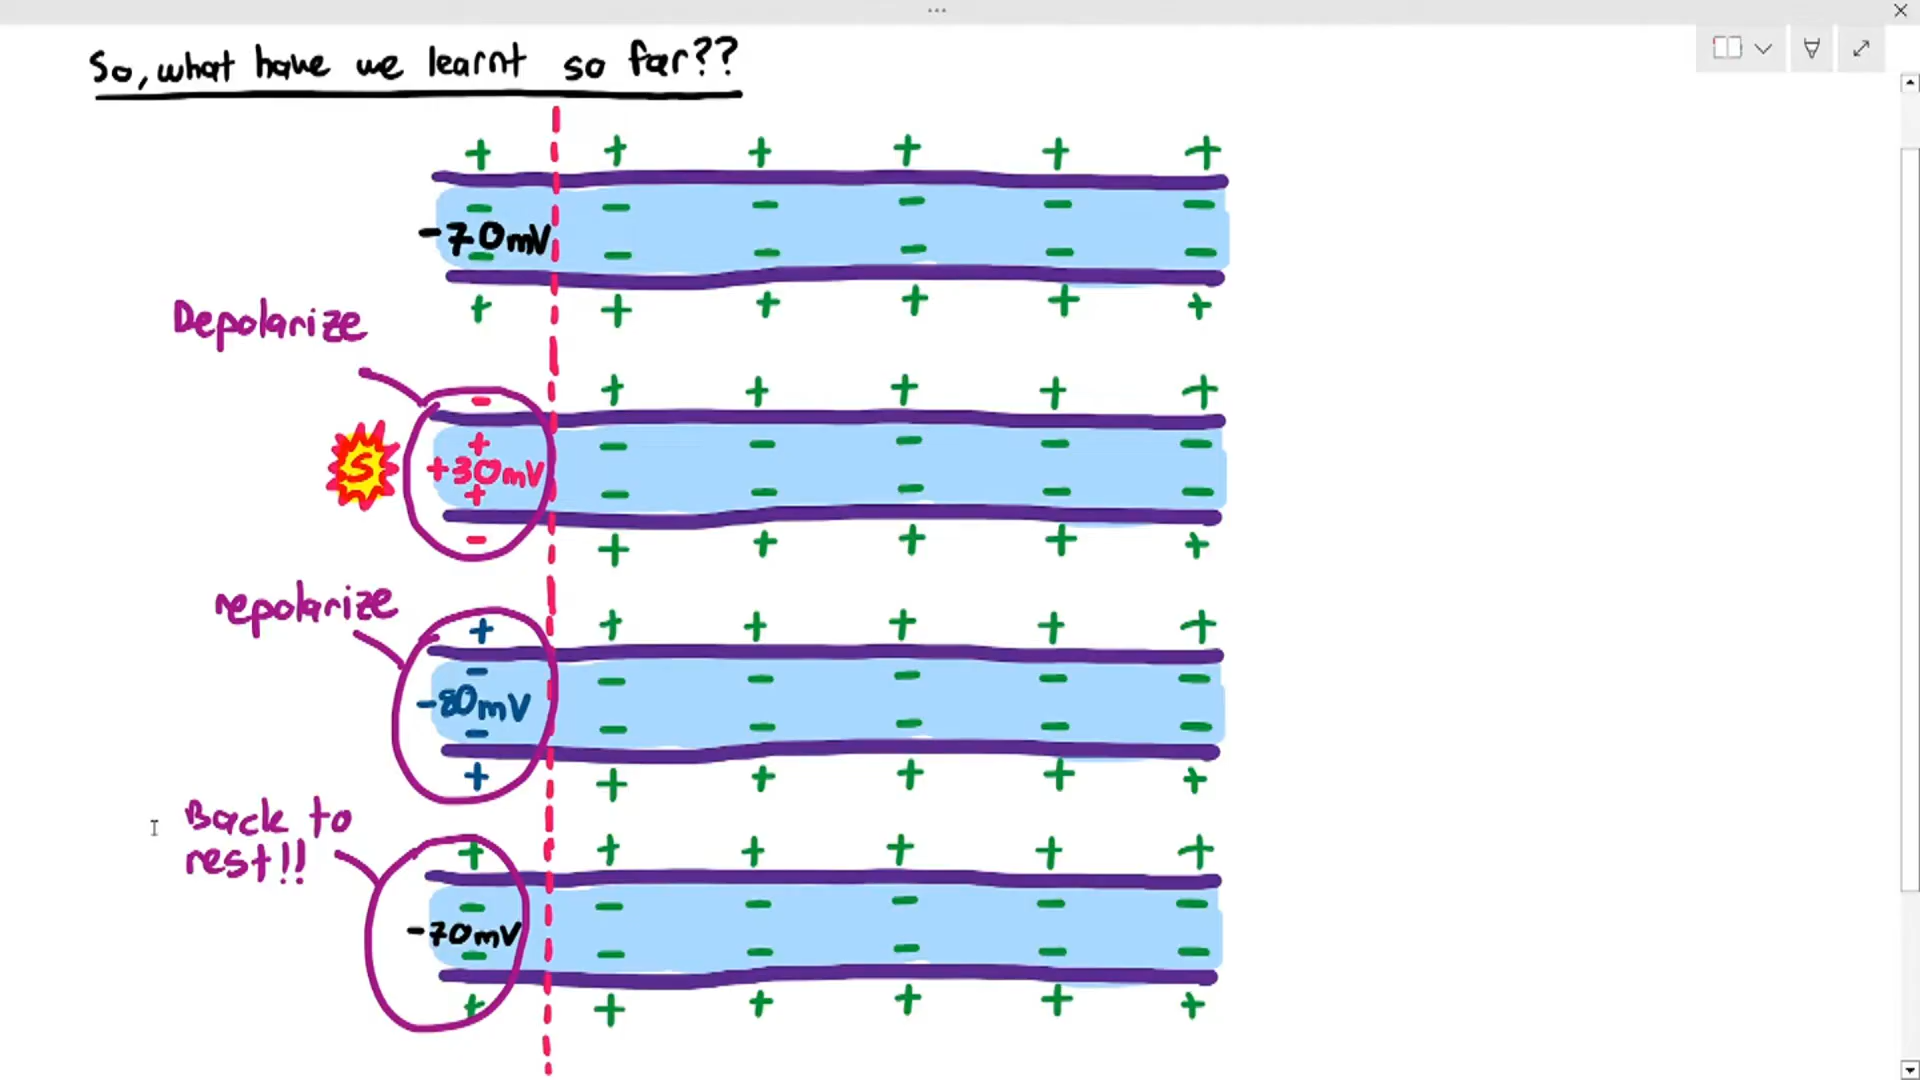 So, what have we learnt so far??
-70mV
Depolarize
S
+30mV
repolarize
-80mV
Back to
rest!!
-70mV